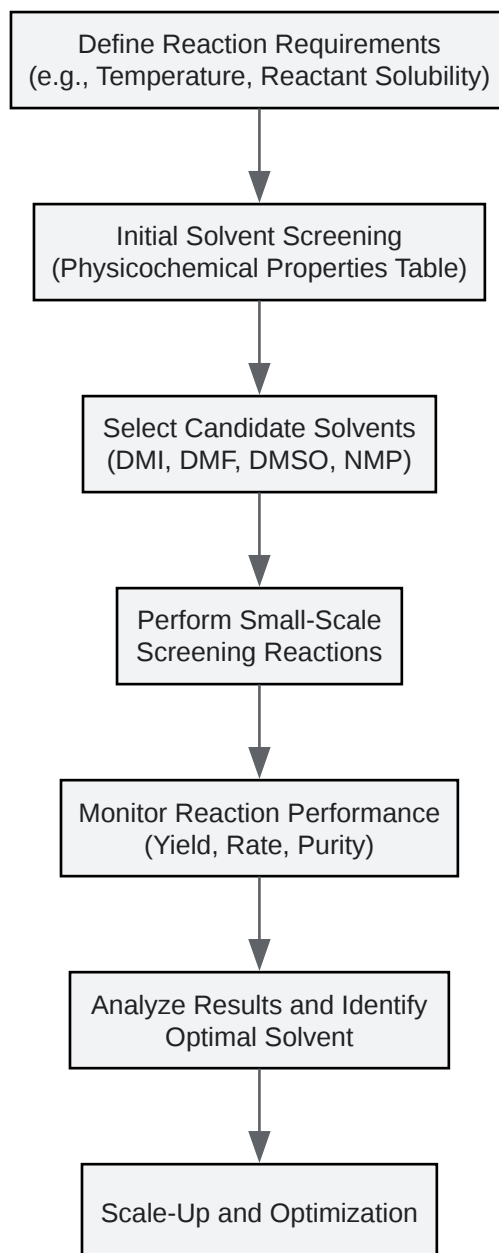 Define Reaction Requirements
(e.g., Temperature, Reactant Solubility)
Initial Solvent Screening
(Physicochemical Properties Table)
Select Candidate Solvents
(DMI, DMF, DMSO, NMP)
Perform Small-Scale
Screening Reactions
Monitor Reaction Performance
(Yield, Rate, Purity)
Analyze Results and Identify
Optimal Solvent
Scale-Up and Optimization